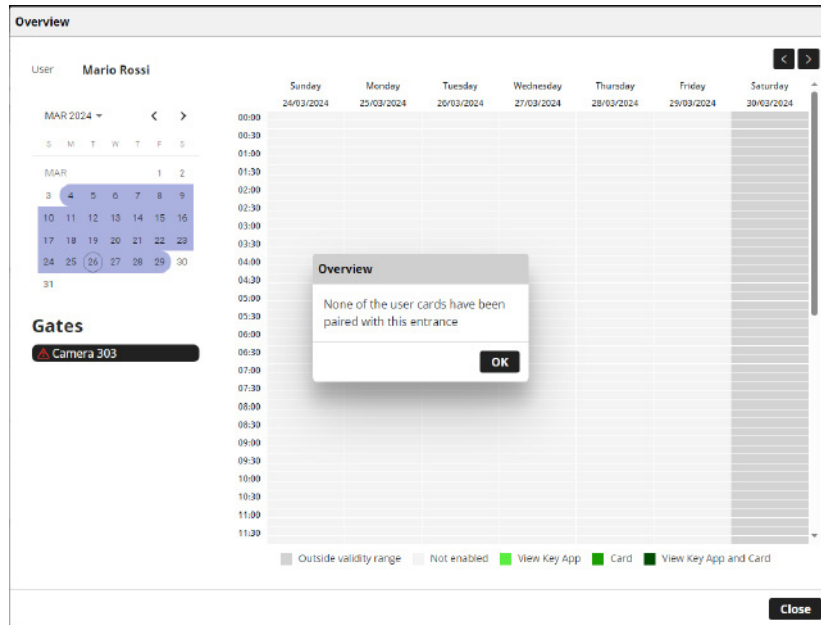 Overview
User Mario Rossi
MAR 2024
S M T W T F S
MAR 1 2
3 4 5 6 7 8 9
10 11 12 13 14 15 16
17 18 19 20 21 22 23
24 25 26 27 28 29 30
31
Gates
Camera 303
Sunday Monday Tuesday Wednesday Thursday Friday Saturday
24/03/2024 25/03/2024 26/03/2024 27/03/2024 28/03/2024 29/03/2024 30/03/2024
00:00
00:30
01:00
01:30
02:00
02:30
03:00
03:30
04:00
04:30
05:00
05:30
06:00
06:30
07:00
07:30
08:00
08:30
09:00
09:30
10:00
10:30
11:00
11:30
Overview
None of the user cards have been
paired with this entrance
OK
Outside validity range Not enabled View Key App Card View Key App and Card
Close